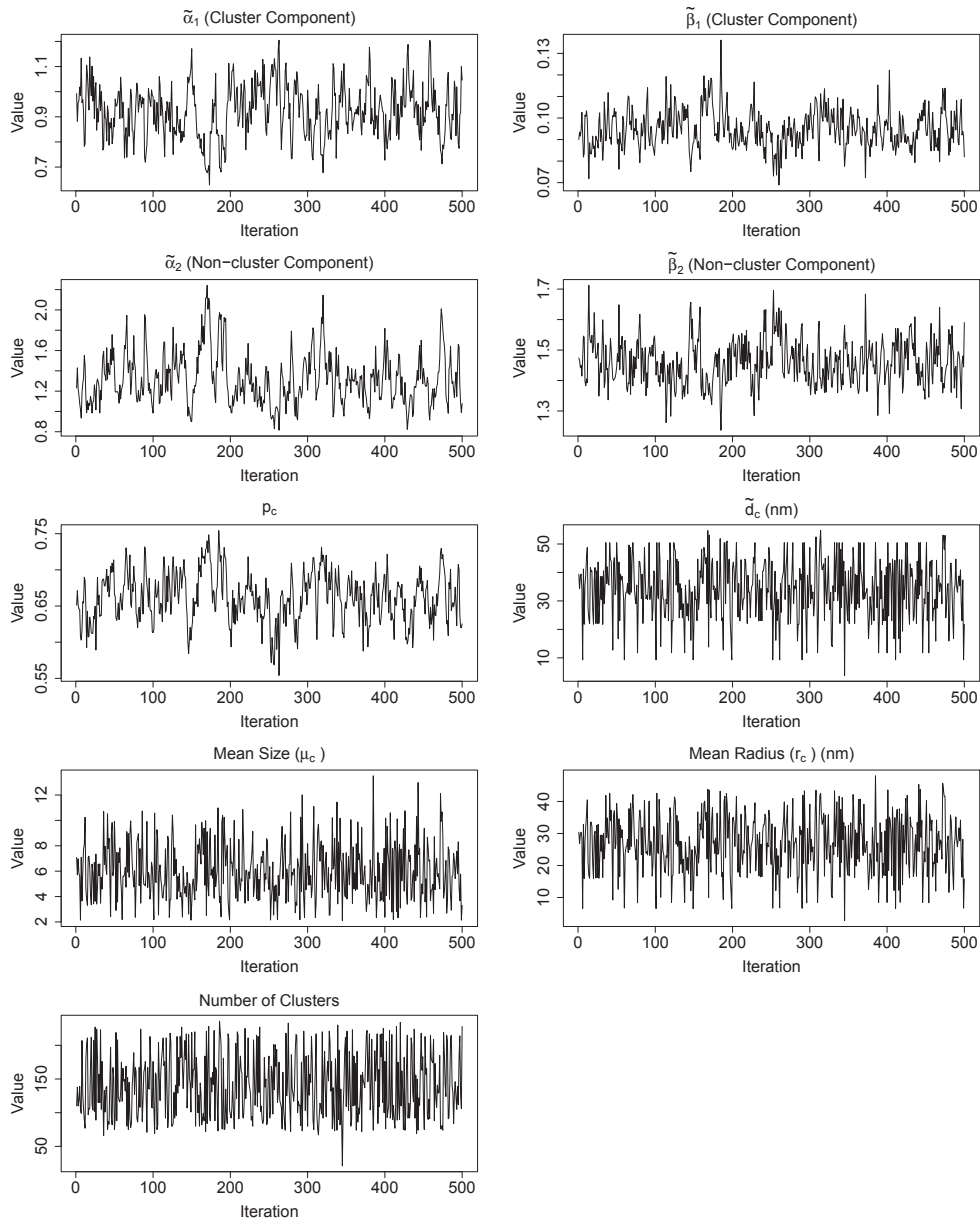 α̃₁ (Cluster Component)
Value
0.7 0.9 1.1
0 100 200 300 400 500
Iteration
β̃₁ (Cluster Component)
Value
0.07 0.10 0.13
0 100 200 300 400 500
Iteration
α̃₂ (Non−cluster Component)
Value
0.8 1.2 1.6 2.0
0 100 200 300 400 500
Iteration
β̃₂ (Non−cluster Component)
Value
1.3 1.5 1.7
0 100 200 300 400 500
Iteration
p_c
Value
0.55 0.65 0.75
0 100 200 300 400 500
Iteration
d̃_c (nm)
Value
10 30 50
0 100 200 300 400 500
Iteration
Mean Size (μ_c )
Value
2 4 6 8 12
0 100 200 300 400 500
Iteration
Mean Radius (r_c ) (nm)
Value
10 20 30 40
0 100 200 300 400 500
Iteration
Number of Clusters
Value
50 150
0 100 200 300 400 500
Iteration